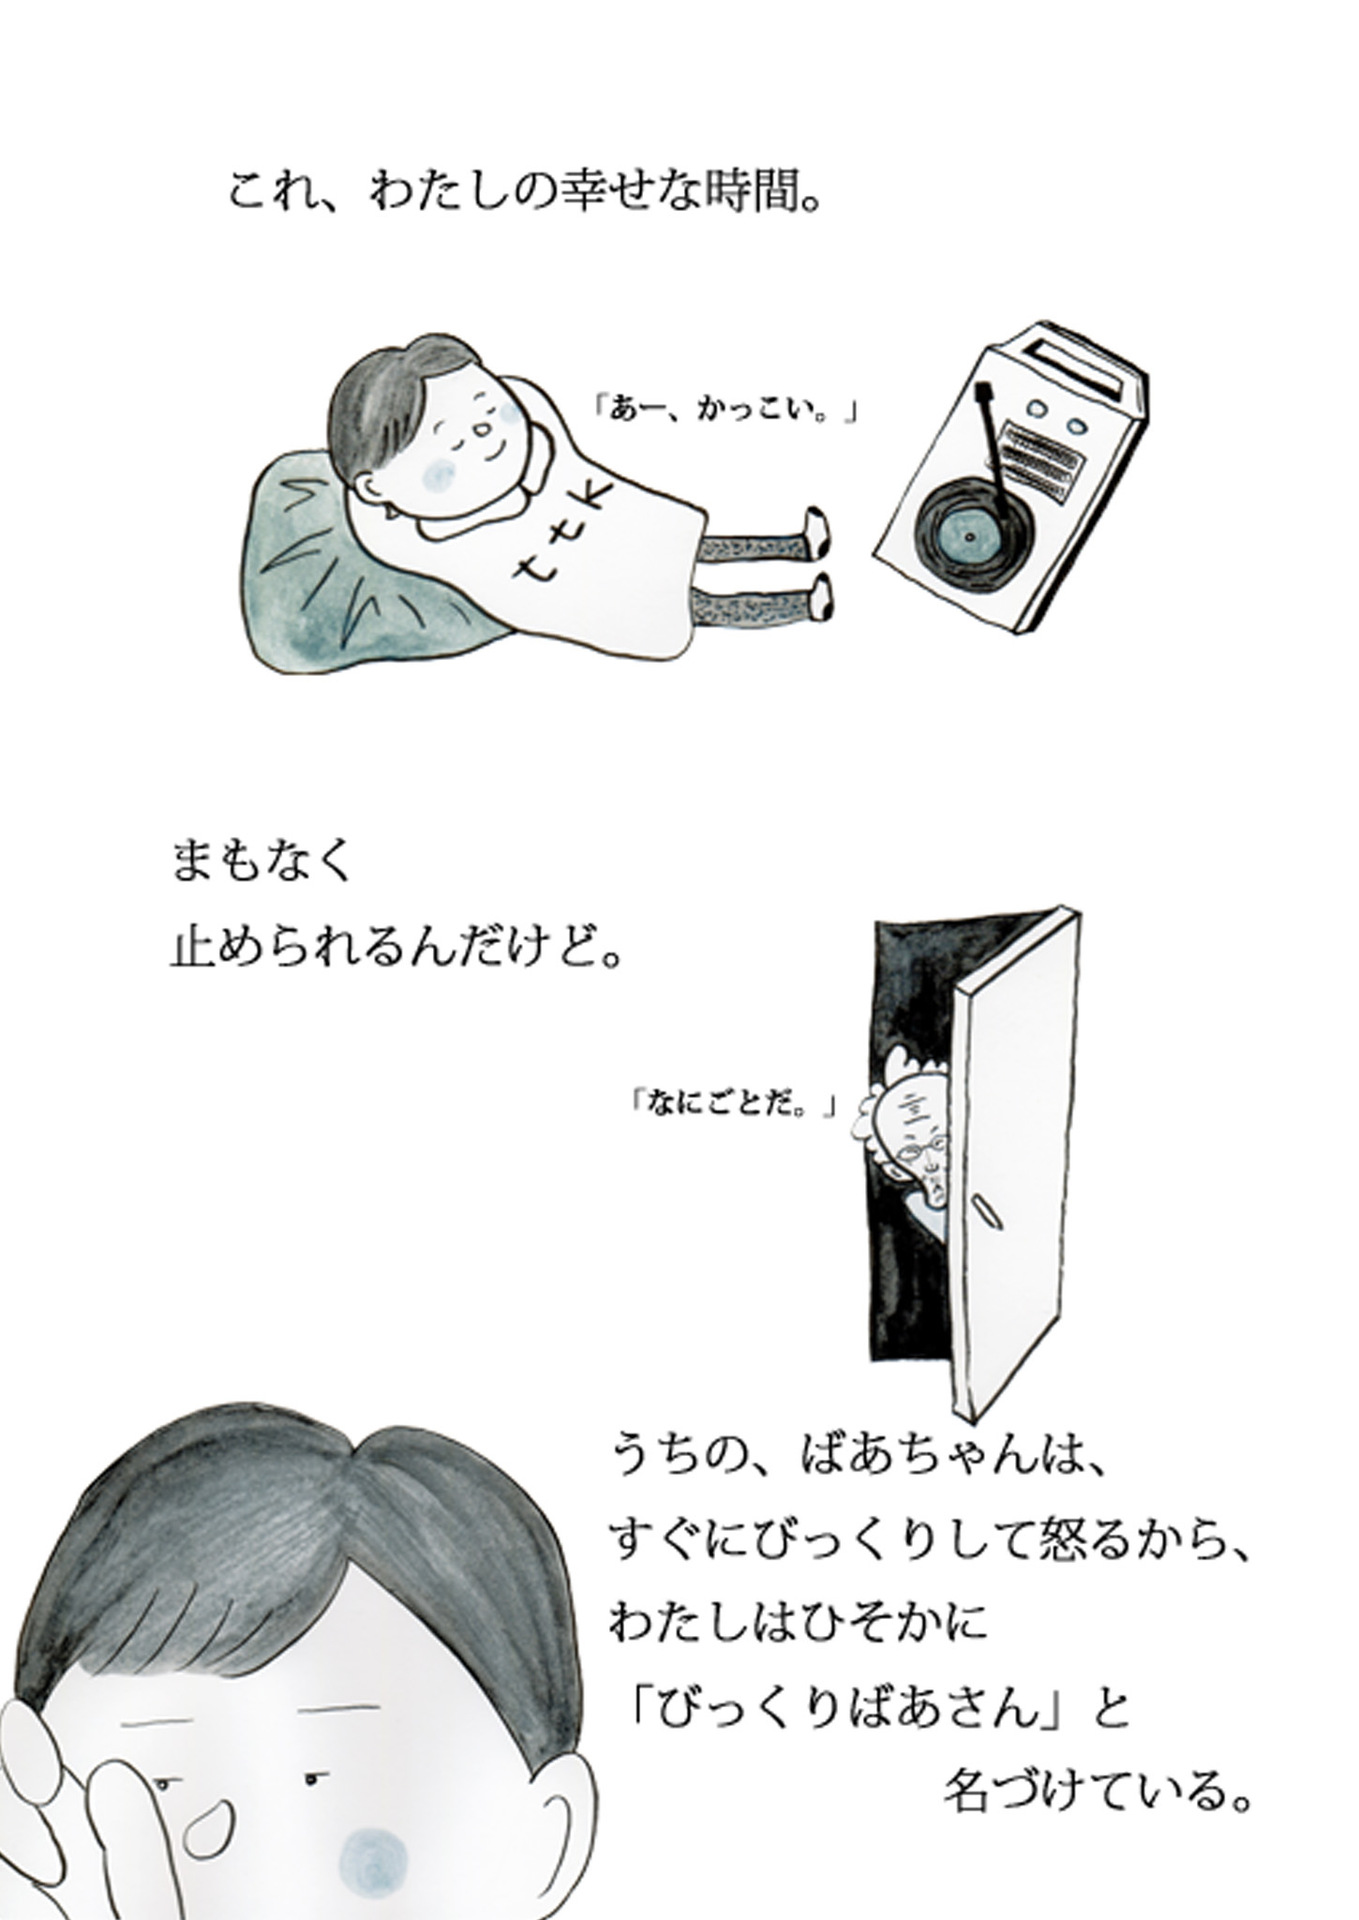 これ、わたしの幸せな時間。
「あー、かっこい。」
ttk
まもなく
止められるんだけど。
「なにごとだ。」
うちの、ばあちゃんは、
すぐにびっくりして怒るから、
わたしはひそかに
「びっくりばあさん」と
名づけている。